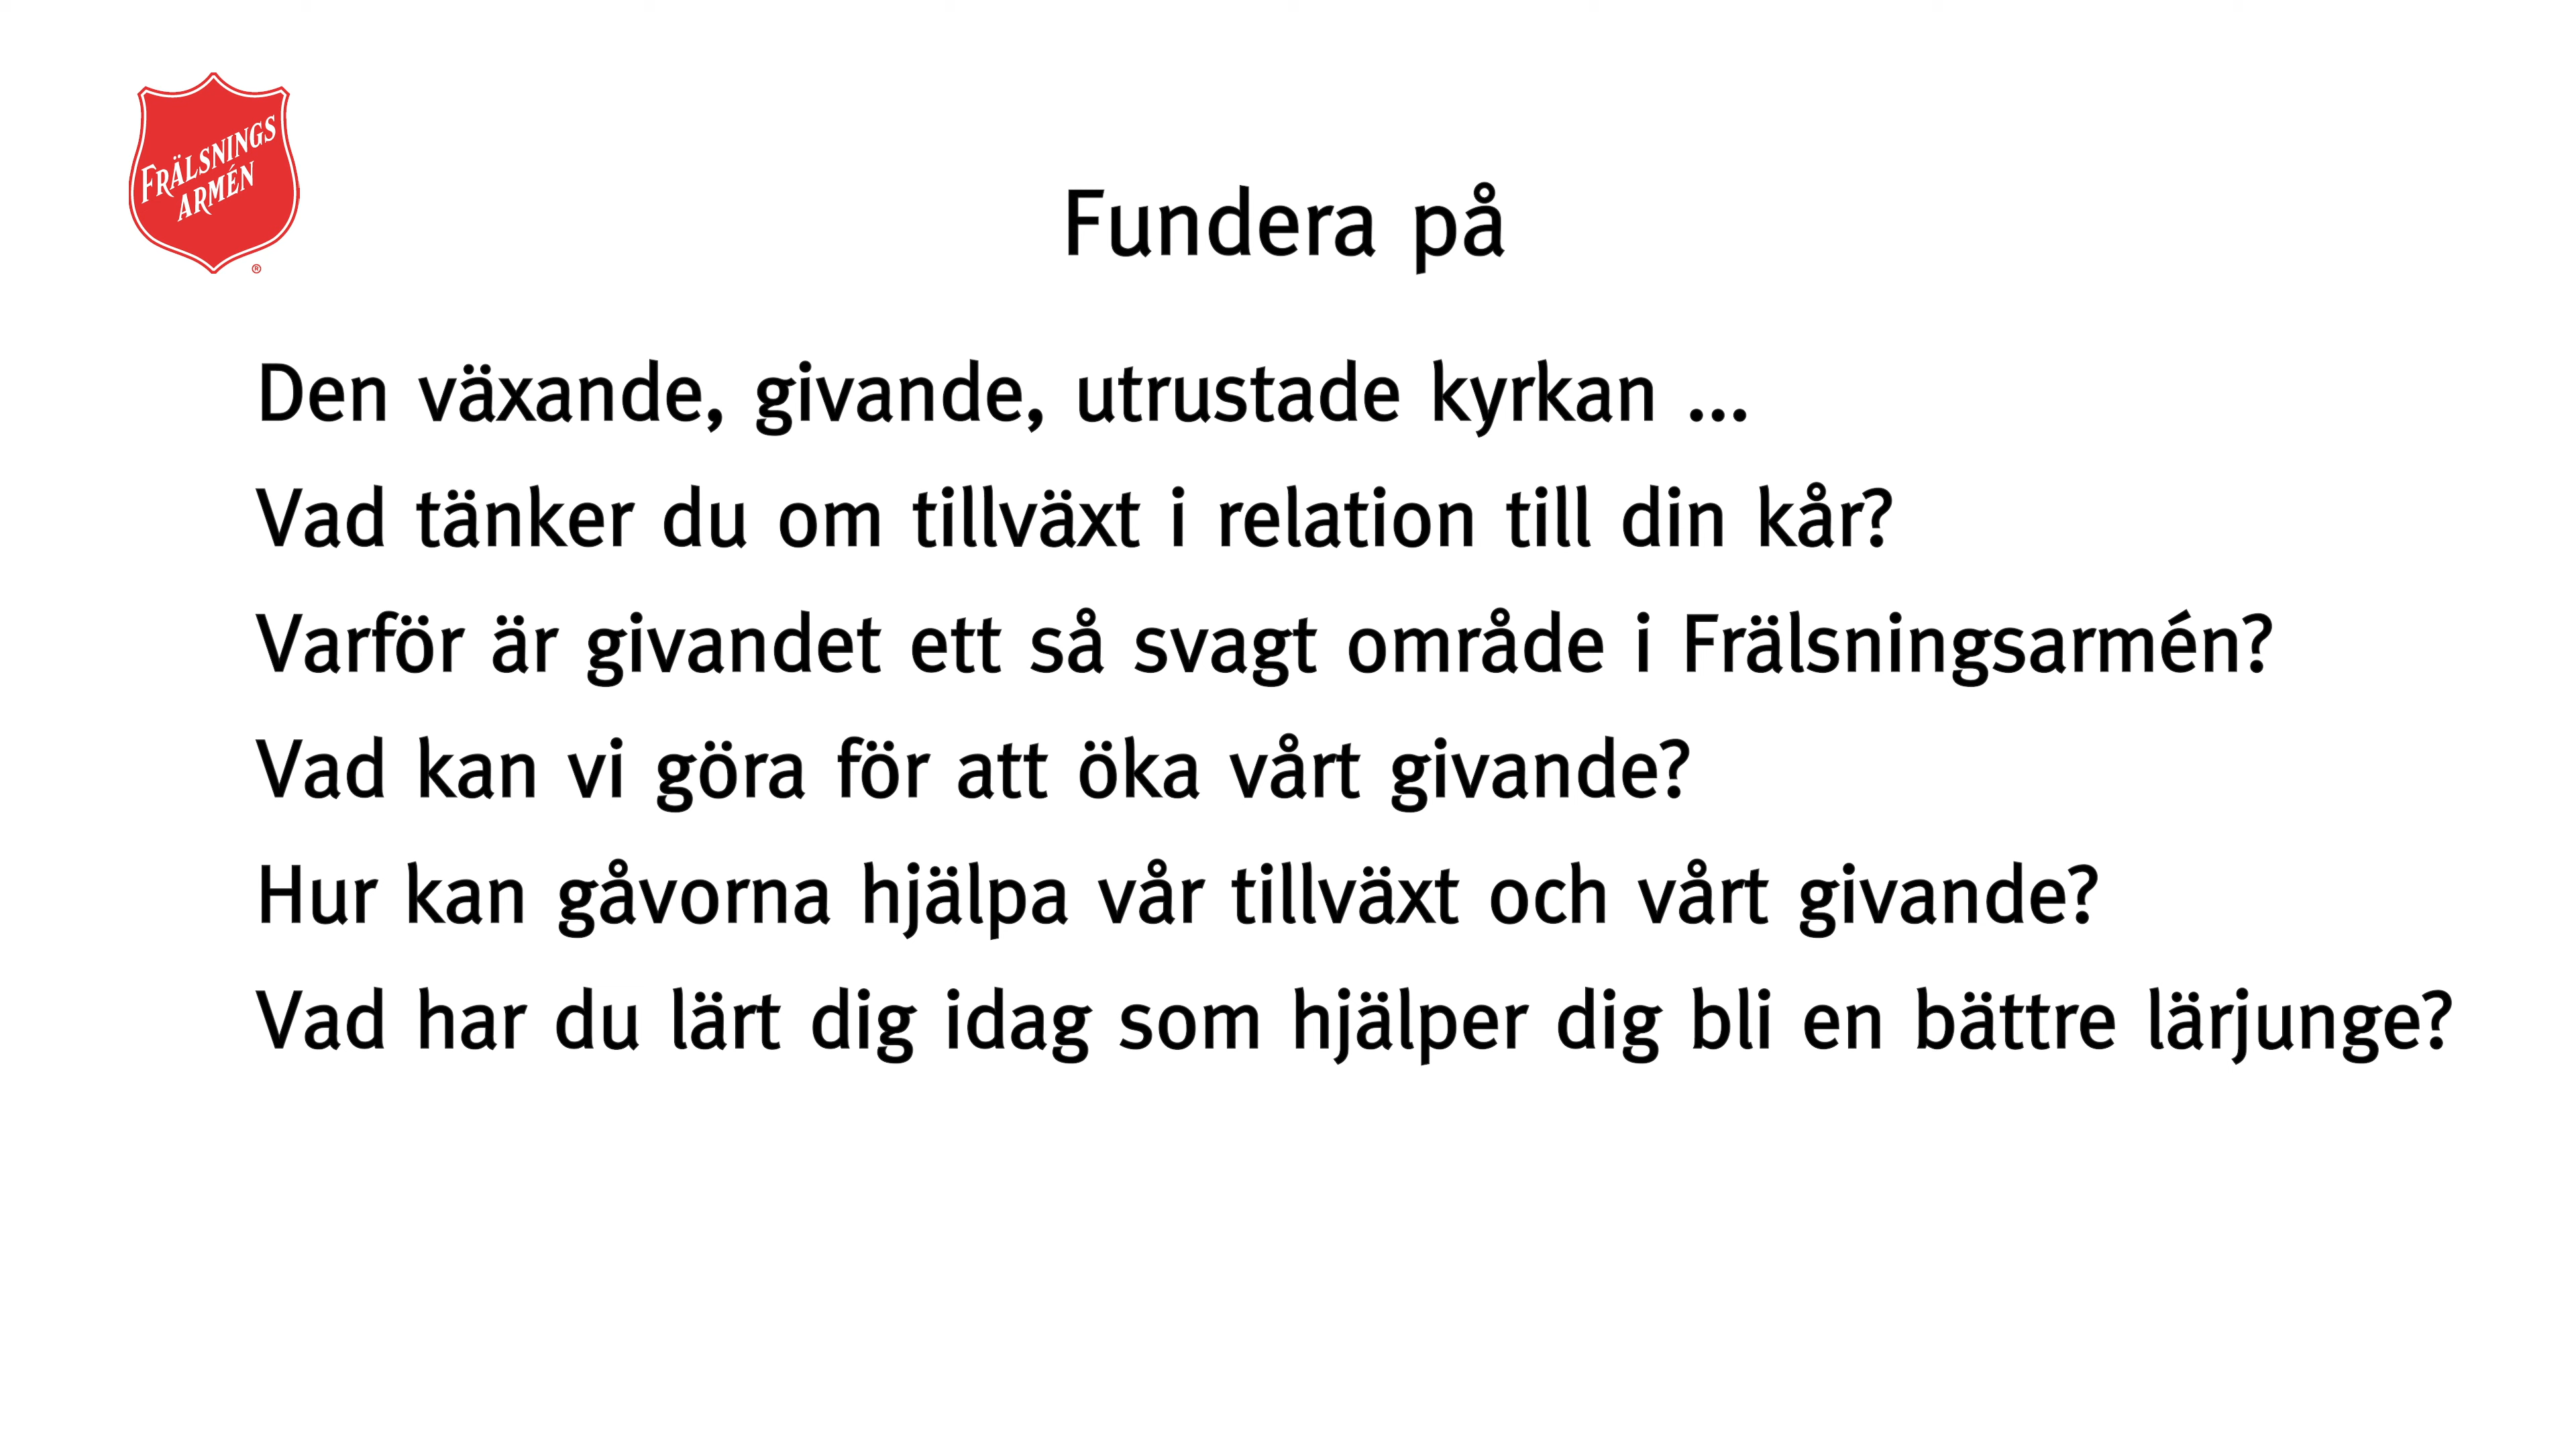 FRÄLSNINGS
ARMÉN
®
Fundera på
Den växande, givande, utrustade kyrkan ...
Vad tänker du om tillväxt i relation till din kår?
Varför är givandet ett så svagt område i Frälsningsarmén?
Vad kan vi göra för att öka vårt givande?
Hur kan gåvorna hjälpa vår tillväxt och vårt givande?
Vad har du lärt dig idag som hjälper dig bli en bättre lärjunge?